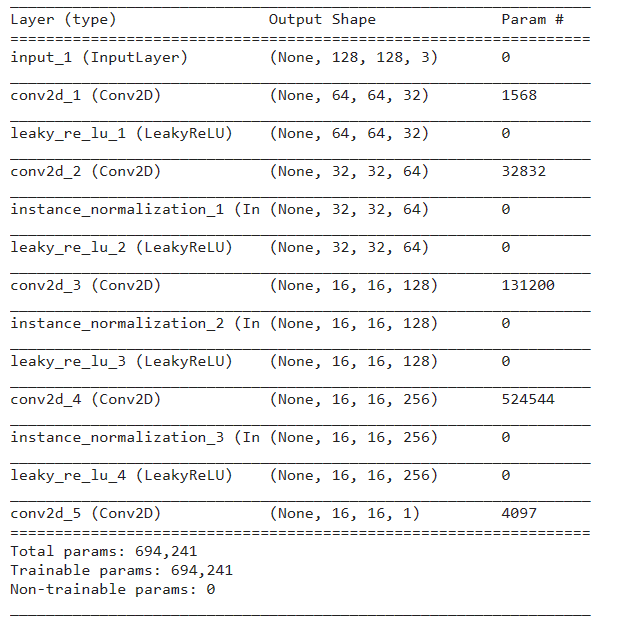 Layer (type) Output Shape Param #
input_1 (InputLayer) (None, 128, 128, 3) 0
conv2d_1 (Conv2D) (None, 64, 64, 32) 1568
leaky_re_lu_1 (LeakyReLU) (None, 64, 64, 32) 0
conv2d_2 (Conv2D) (None, 32, 32, 64) 32832
instance_normalization_1 (In (None, 32, 32, 64) 0
leaky_re_lu_2 (LeakyReLU) (None, 32, 32, 64) 0
conv2d_3 (Conv2D) (None, 16, 16, 128) 131200
instance_normalization_2 (In (None, 16, 16, 128) 0
leaky_re_lu_3 (LeakyReLU) (None, 16, 16, 128) 0
conv2d_4 (Conv2D) (None, 16, 16, 256) 524544
instance_normalization_3 (In (None, 16, 16, 256) 0
leaky_re_lu_4 (LeakyReLU) (None, 16, 16, 256) 0
conv2d_5 (Conv2D) (None, 16, 16, 1) 4097
Total params: 694,241
Trainable params: 694,241
Non-trainable params: 0